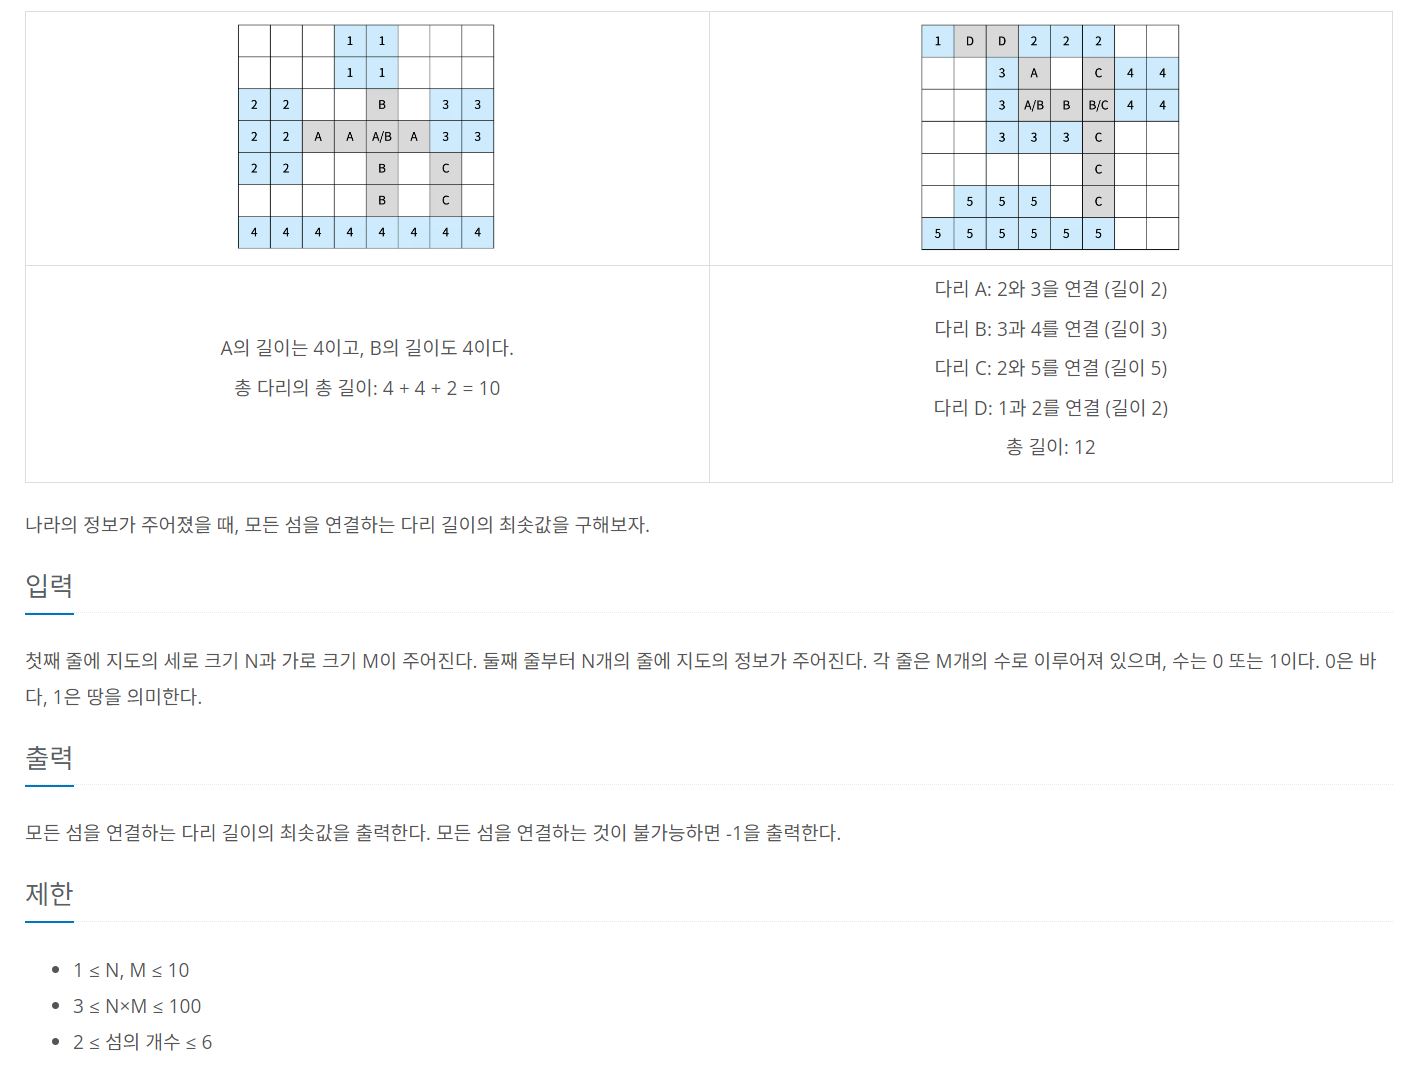 1 1 1 D D 2 2 2
1 1 3 A C 4 4
2 2 B 3 3 3 A/B B B/C 4 4
2 2 A A A/B A 3 3 3 3 3 C
2 2 B C C
B C 5 5 5 C
4 4 4 4 4 4 4 4 5 5 5 5 5 5
A의 길이는 4이고, B의 길이도 4이다.
총 다리의 총 길이: 4 + 4 + 2 = 10
다리 A: 2와 3을 연결 (길이 2)
다리 B: 3과 4를 연결 (길이 3)
다리 C: 2와 5를 연결 (길이 5)
다리 D: 1과 2를 연결 (길이 2)
총 길이: 12
나라의 정보가 주어졌을 때, 모든 섬을 연결하는 다리 길이의 최솟값을 구해보자.
입력
첫째 줄에 지도의 세로 크기 N과 가로 크기 M이 주어진다. 둘째 줄부터 N개의 줄에 지도의 정보가 주어진다. 각 줄은 M개의 수로 이루어져 있으며, 수는 0 또는 1이다. 0은 바
다, 1은 땅을 의미한다.
출력
모든 섬을 연결하는 다리 길이의 최솟값을 출력한다. 모든 섬을 연결하는 것이 불가능하면 -1을 출력한다.
제한
• 1 ≤ N, M ≤ 10
• 3 ≤ N×M ≤ 100
• 2 ≤ 섬의 개수 ≤ 6